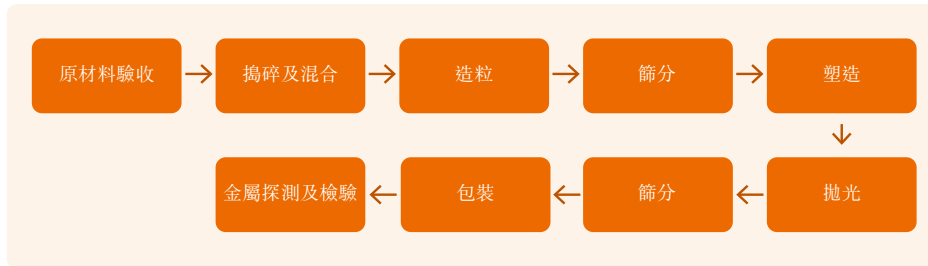 原材料驗收
搗碎及混合
造粒
篩分
塑造
拋光
篩分
包裝
金屬探測及檢驗